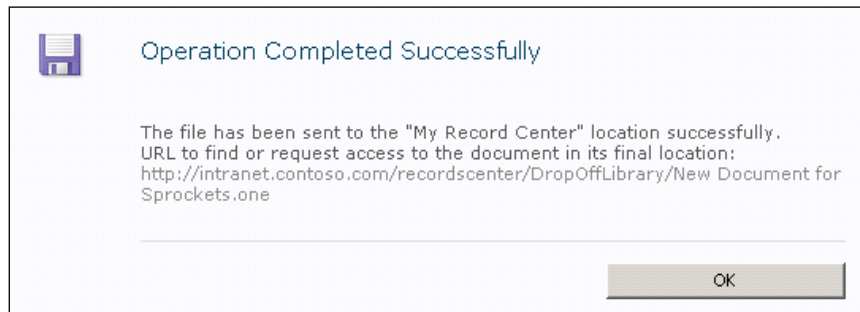 Operation Completed Successfully
The file has been sent to the "My Record Center" location successfully.
URL to find or request access to the document in its final location:
http://intranet.contoso.com/recordscenter/DropOffLibrary/New Document for
Sprockets.one
OK